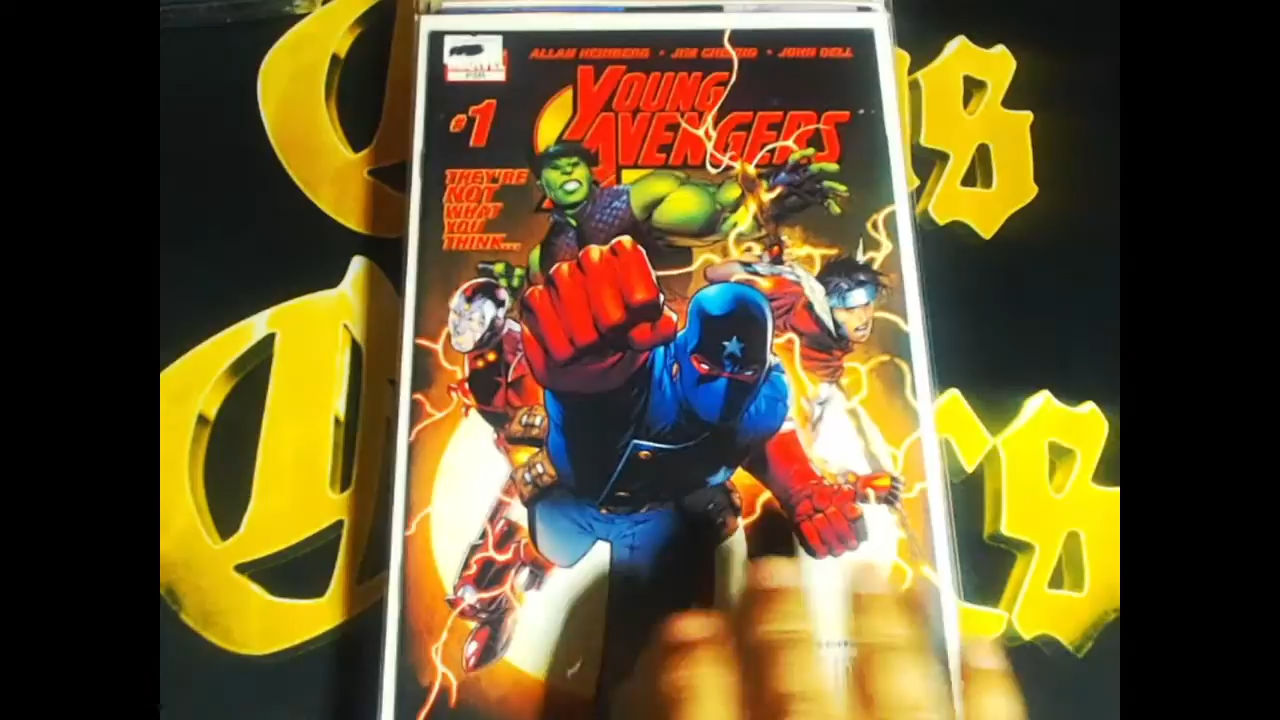 ALLAN HEINBERG • JIM CHEUNG • JOHN DELL
YOUNG
AVENGERS
#1
THEY'RE
NOT
WHAT
YOU
THINK...